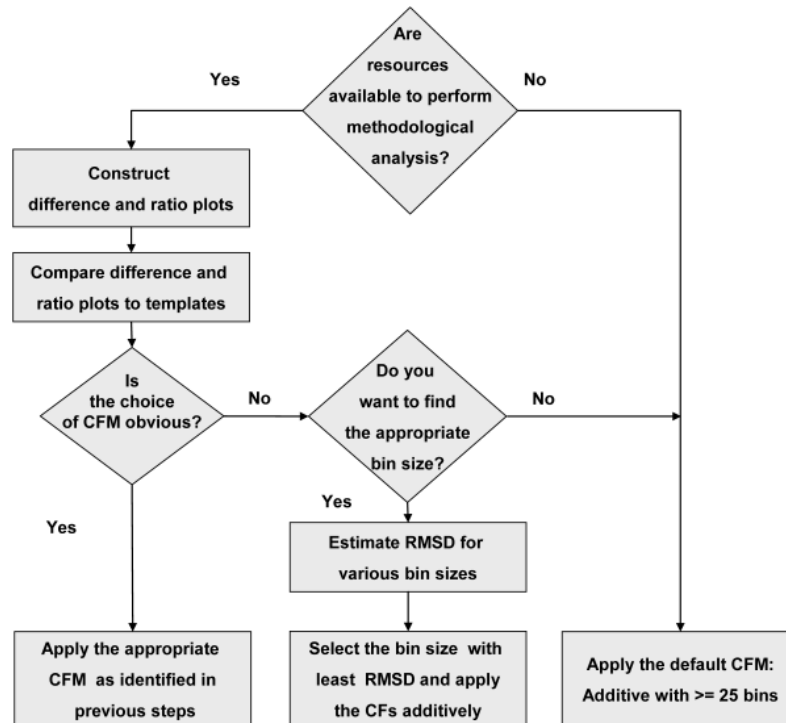 Are
resources
available to perform
methodological
analysis?
Yes
No
Construct
difference and ratio plots
Compare difference and
ratio plots to templates
Is
the choice
of CFM obvious?
No
Do you
want to find
the appropriate
bin size?
No
Yes
Yes
Estimate RMSD for
various bin sizes
Apply the appropriate
CFM as identified in
previous steps
Select the bin size with
least RMSD and apply
the CFs additively
Apply the default CFM:
Additive with >= 25 bins